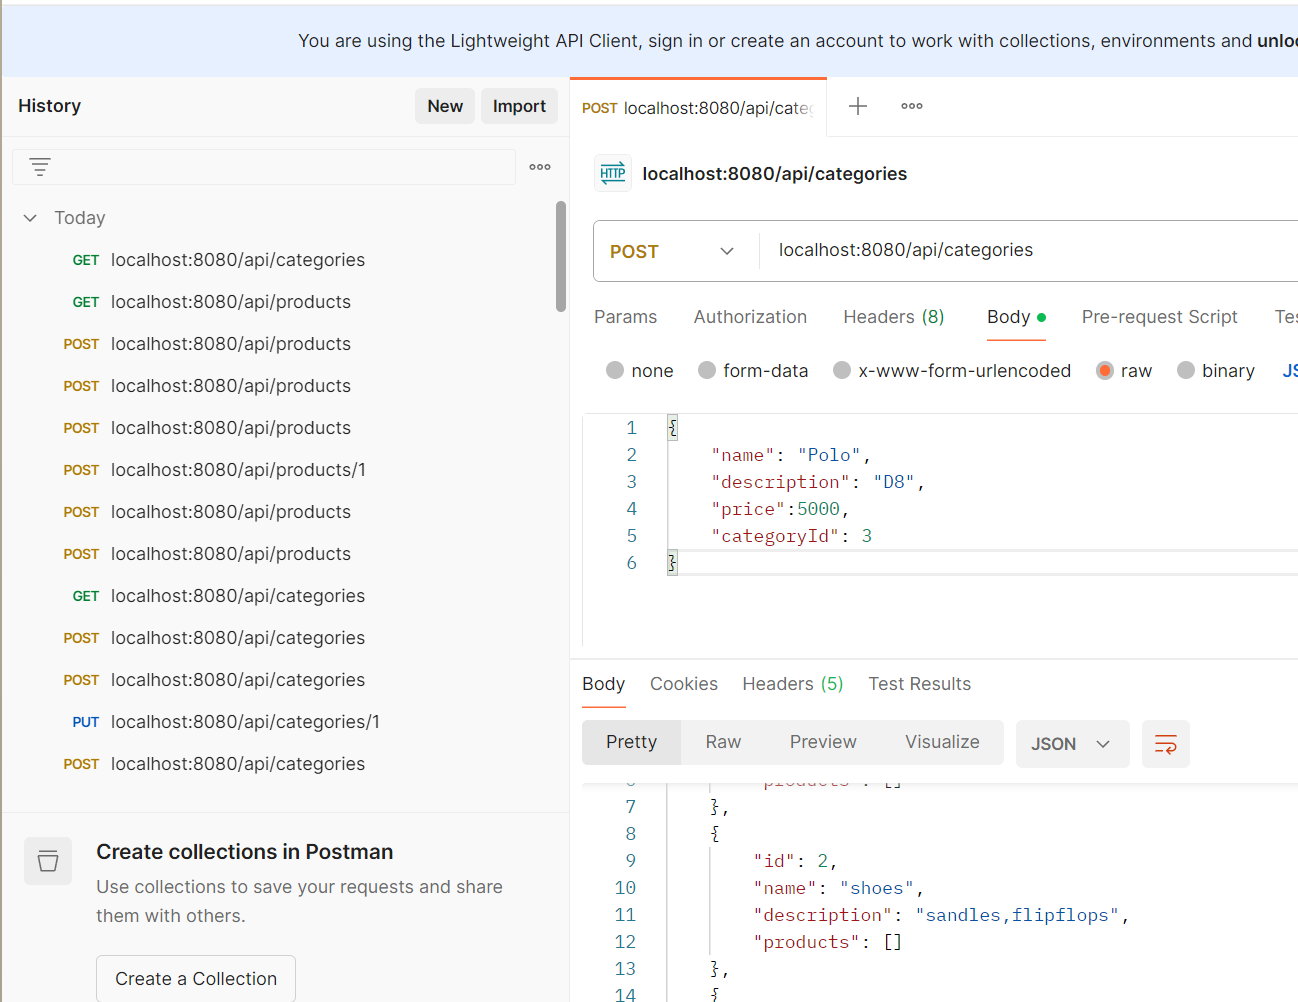 You are using the Lightweight API Client, sign in or create an account to work with collections, environments and
History
New
Import
Today
GET localhost:8080/api/categories
GET localhost:8080/api/products
POST localhost:8080/api/products
POST localhost:8080/api/products
POST localhost:8080/api/products
POST localhost:8080/api/products/1
POST localhost:8080/api/products
POST localhost:8080/api/products
GET localhost:8080/api/categories
POST localhost:8080/api/categories
POST localhost:8080/api/categories
PUT localhost:8080/api/categories/1
POST localhost:8080/api/categories
Create collections in Postman
Use collections to save your requests and share
them with others.
Create a Collection
POST localhost:8080/api/categ
HTTP localhost:8080/api/categories
POST localhost:8080/api/categories
Params Authorization Headers (8) Body Pre-request Script
none form-data x-www-form-urlencoded raw binary
1 {
2 "name": "Polo",
3 "description": "D8",
4 "price":5000,
5 "categoryId": 3
6 }
Body Cookies Headers (5) Test Results
Pretty Raw Preview Visualize JSON
6 "products": []
7 },
8 {
9 "id": 2,
10 "name": "shoes",
11 "description": "sandles,flipflops",
12 "products": []
13 },
14 {